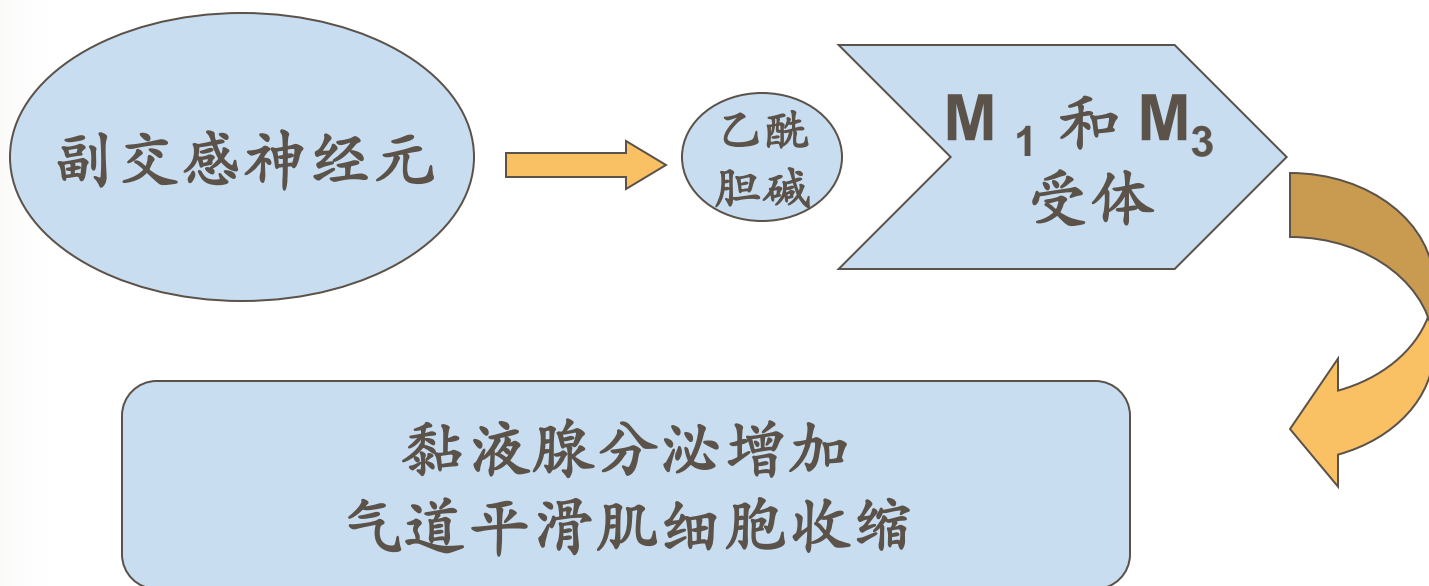 副交感神经元
乙酰
胆碱
M 1 和 M3
受体
黏液腺分泌增加
气道平滑肌细胞收缩